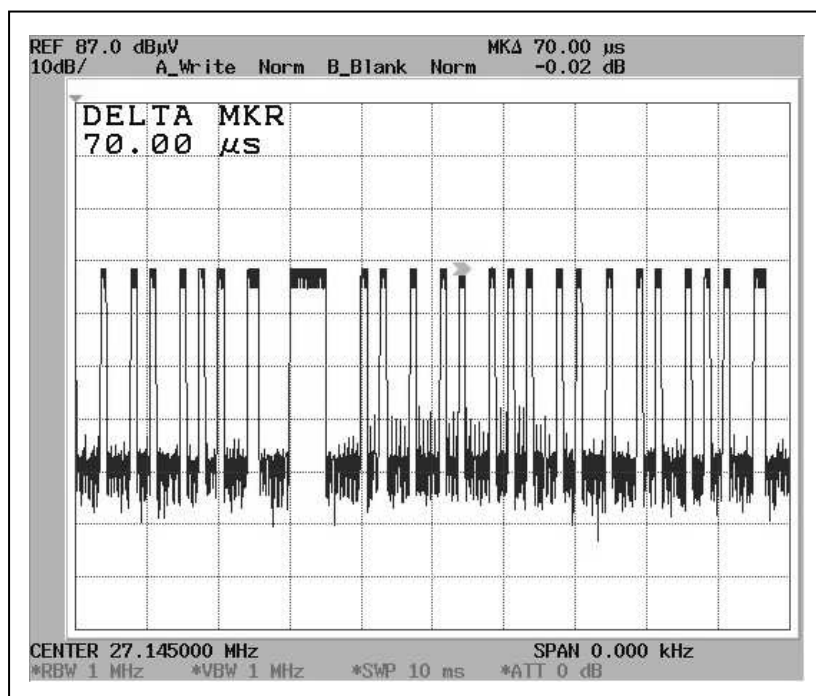 REF 87.0 dBµV MKΔ 70.00 µs
10dB/ A_Write Norm B_Blank Norm -0.02 dB
DELTA MKR
70.00 µs
CENTER 27.145000 MHz SPAN 0.000 kHz
*RBW 1 MHz *VBW 1 MHz *SWP 10 ms *ATT 0 dB